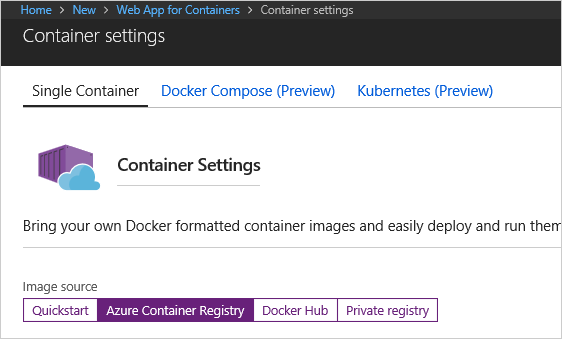 Home > New > Web App for Containers > Container settings
Container settings
Single Container Docker Compose (Preview) Kubernetes (Preview)
Container Settings
Bring your own Docker formatted container images and easily deploy and run them
Image source
Quickstart Azure Container Registry Docker Hub Private registry